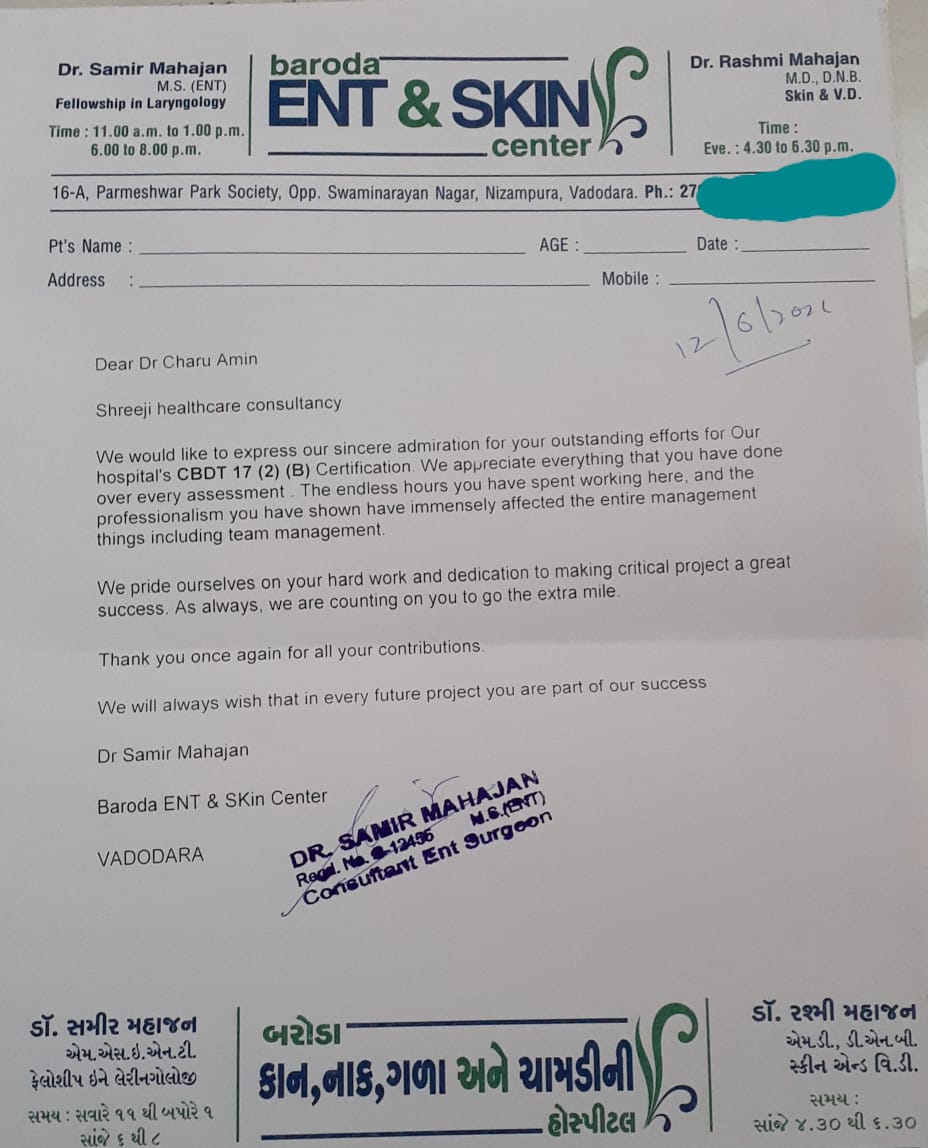 Dr. Samir Mahajan
M.S. (ENT)
Fellowship in Laryngology
Time : 11.00 a.m. to 1.00 p.m.
6.00 to 8.00 p.m.
baroda
ENT & SKIN
center
Dr. Rashmi Mahajan
M.D., D.N.B.
Skin & V.D.
Time :
Eve. : 4.30 to 6.30 p.m.
16-A, Parmeshwar Park Society, Opp. Swaminarayan Nagar, Nizampura, Vadodara. Ph.: 27
Pt's Name : AGE : Date :
Address : Mobile :
12/6/202
Dear Dr Charu Amin
Shreeji healthcare consultancy
We would like to express our sincere admiration for your outstanding efforts for Our
hospital's CBDT 17 (2) (B) Certification. We appreciate everything that you have done
over every assessment . The endless hours you have spent working here, and the
professionalism you have shown have immensely affected the entire management
things including team management.
We pride ourselves on your hard work and dedication to making critical project a great
success. As always, we are counting on you to go the extra mile.
Thank you once again for all your contributions.
We will always wish that in every future project you are part of our success
Dr Samir Mahajan
Baroda ENT & SKin Center
VADODARA
DR. SAMIR MAHAJAN
M.S.(ENT)
Regd. No. G-12456
Consultant Ent Surgeon
ડૉ. સમીર મહાજન
એમ.એસ.ઇ.એન.ટી.
ફેલોશીપ ઇને લેરીનગોલોજી
સમય : સવારે ૧૧ થી બપોરે ૧
સાંજે ૬ થી ૮
બરોડા
કાન,નાક,ગળા અને ચામડીની
હોસ્પીટલ
ડૉ. રશ્મી મહાજન
એમ.ડી., ડી.એન.બી.
સ્કીન એન્ડ વિ.ડી.
સમય :
સાંજે ૪.૩૦ થી ૬.૩૦